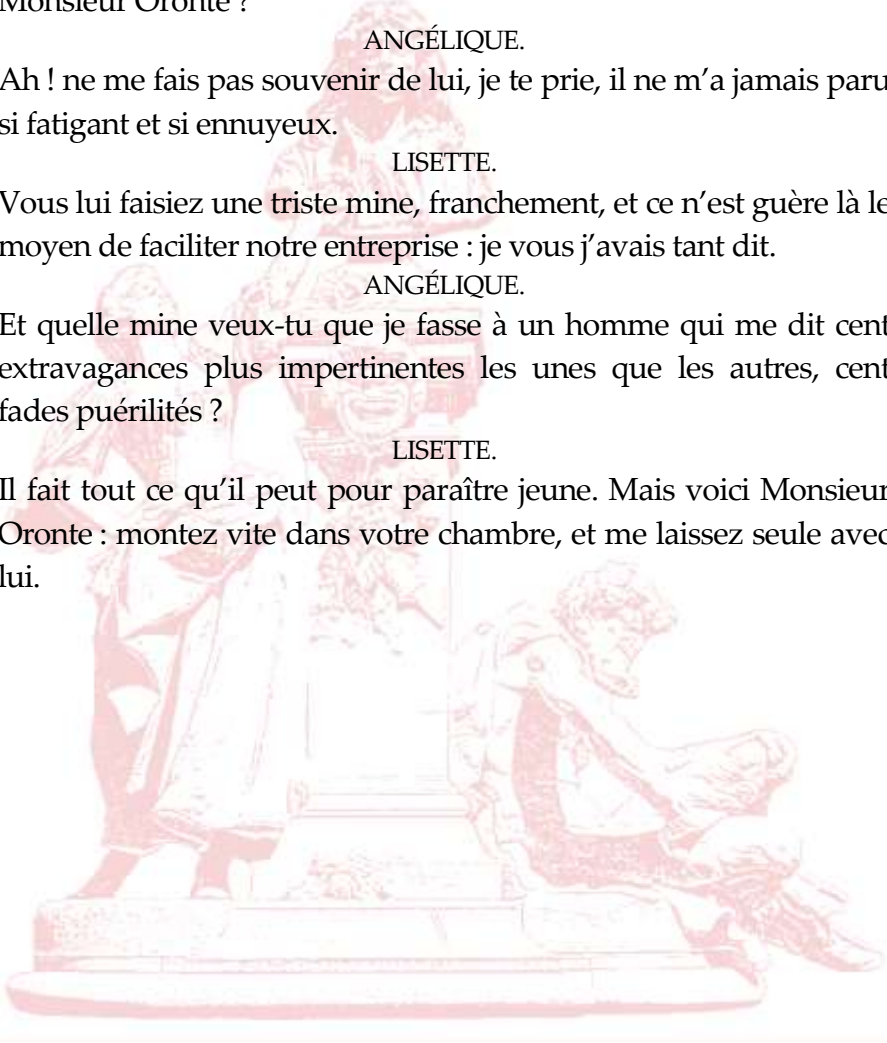 Monsieur Oronte ?
ANGÉLIQUE.
Ah ! ne me fais pas souvenir de lui, je te prie, il ne m’a jamais paru
si fatigant et si ennuyeux.
LISETTE.
Vous lui faisiez une triste mine, franchement, et ce n’est guère là le
moyen de faciliter notre entreprise : je vous j’avais tant dit.
ANGÉLIQUE.
Et quelle mine veux-tu que je fasse à un homme qui me dit cent
extravagances plus impertinentes les unes que les autres, cent
fades puérilités ?
LISETTE.
Il fait tout ce qu’il peut pour paraître jeune. Mais voici Monsieur
Oronte : montez vite dans votre chambre, et me laissez seule avec
lui.